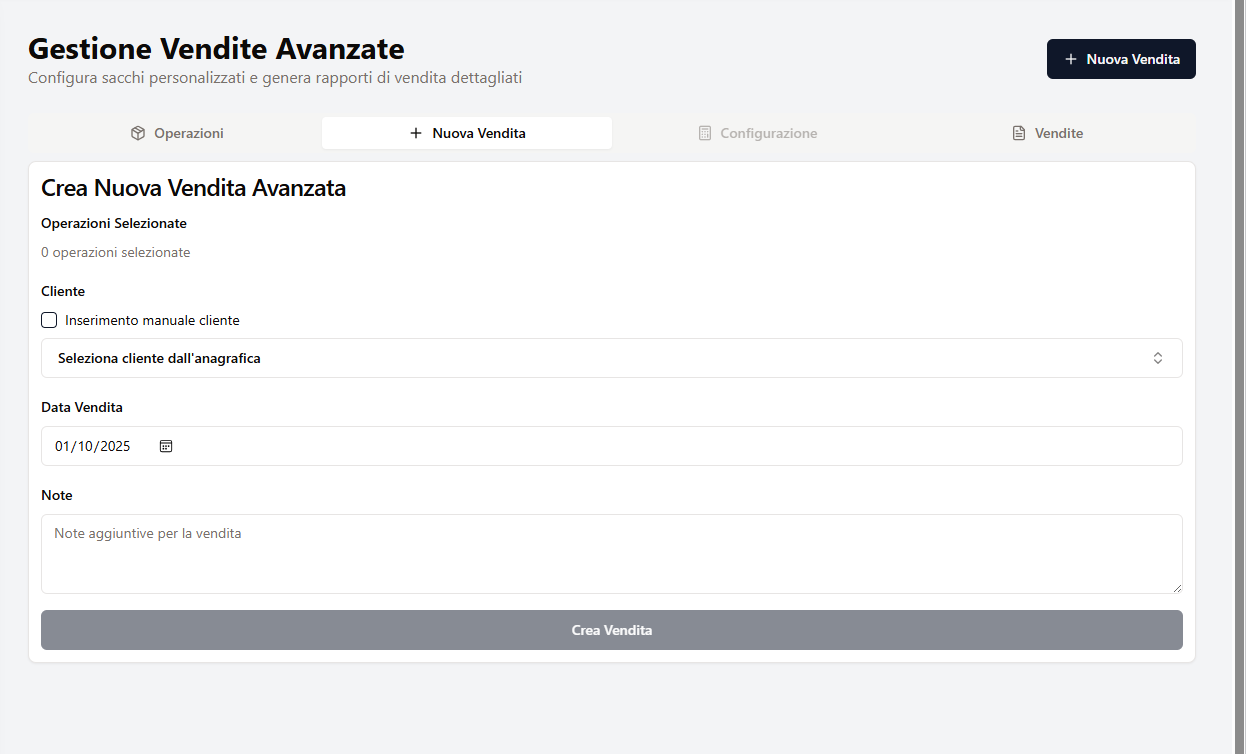 Gestione Vendite Avanzate
Configura sacchi personalizzati e genera rapporti di vendita dettagliati
Nuova Vendita
Operazioni
Nuova Vendita
Configurazione
Vendite
Crea Nuova Vendita Avanzata
Operazioni Selezionate
0 operazioni selezionate
Cliente
Inserimento manuale cliente
Seleziona cliente dall'anagrafica
Data Vendita
01/10/2025
Note
Note aggiuntive per la vendita
Crea Vendita